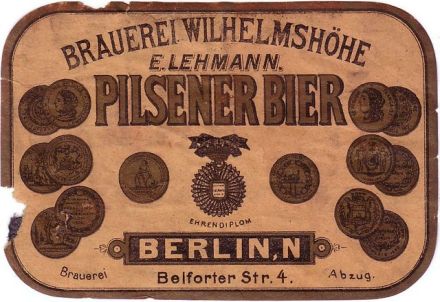 BRAUEREI WILHELMSHÖHE
E. LEHMANN.
PILSENER BIER
EHRENDIPLOM
BERLIN, N
Brauerei Belforter Str. 4. Abzug.